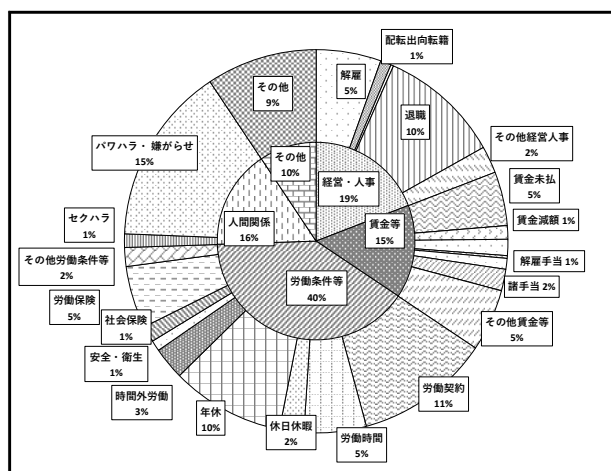 配転出向転籍
1%
解雇
5%
退職
10%
その他経営人事
2%
賃金未払
5%
賃金減額 1%
解雇手当 1%
諸手当 2%
その他賃金等
5%
労働契約
11%
労働時間
5%
休日休暇
2%
年休
10%
時間外労働
3%
安全・衛生
1%
社会保険
1%
労働保険
5%
その他労働条件等
2%
セクハラ
1%
パワハラ・ 嫌がらせ
15%
その他
9%
その他
10%
経営・人事
19%
賃金等
15%
人間関係
16%
労働条件等
40%